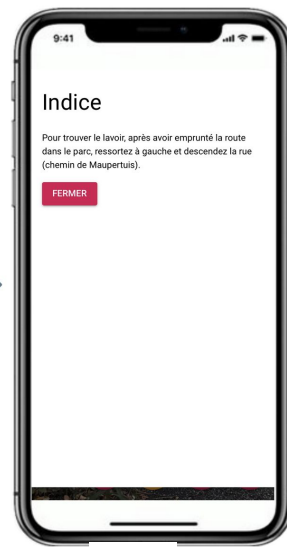 9:41
Indice
Pour trouver le lavoir, après avoir emprunté la route
dans le parc, ressortez à gauche et descendez la rue
(chemin de Maupertuis).
FERMER